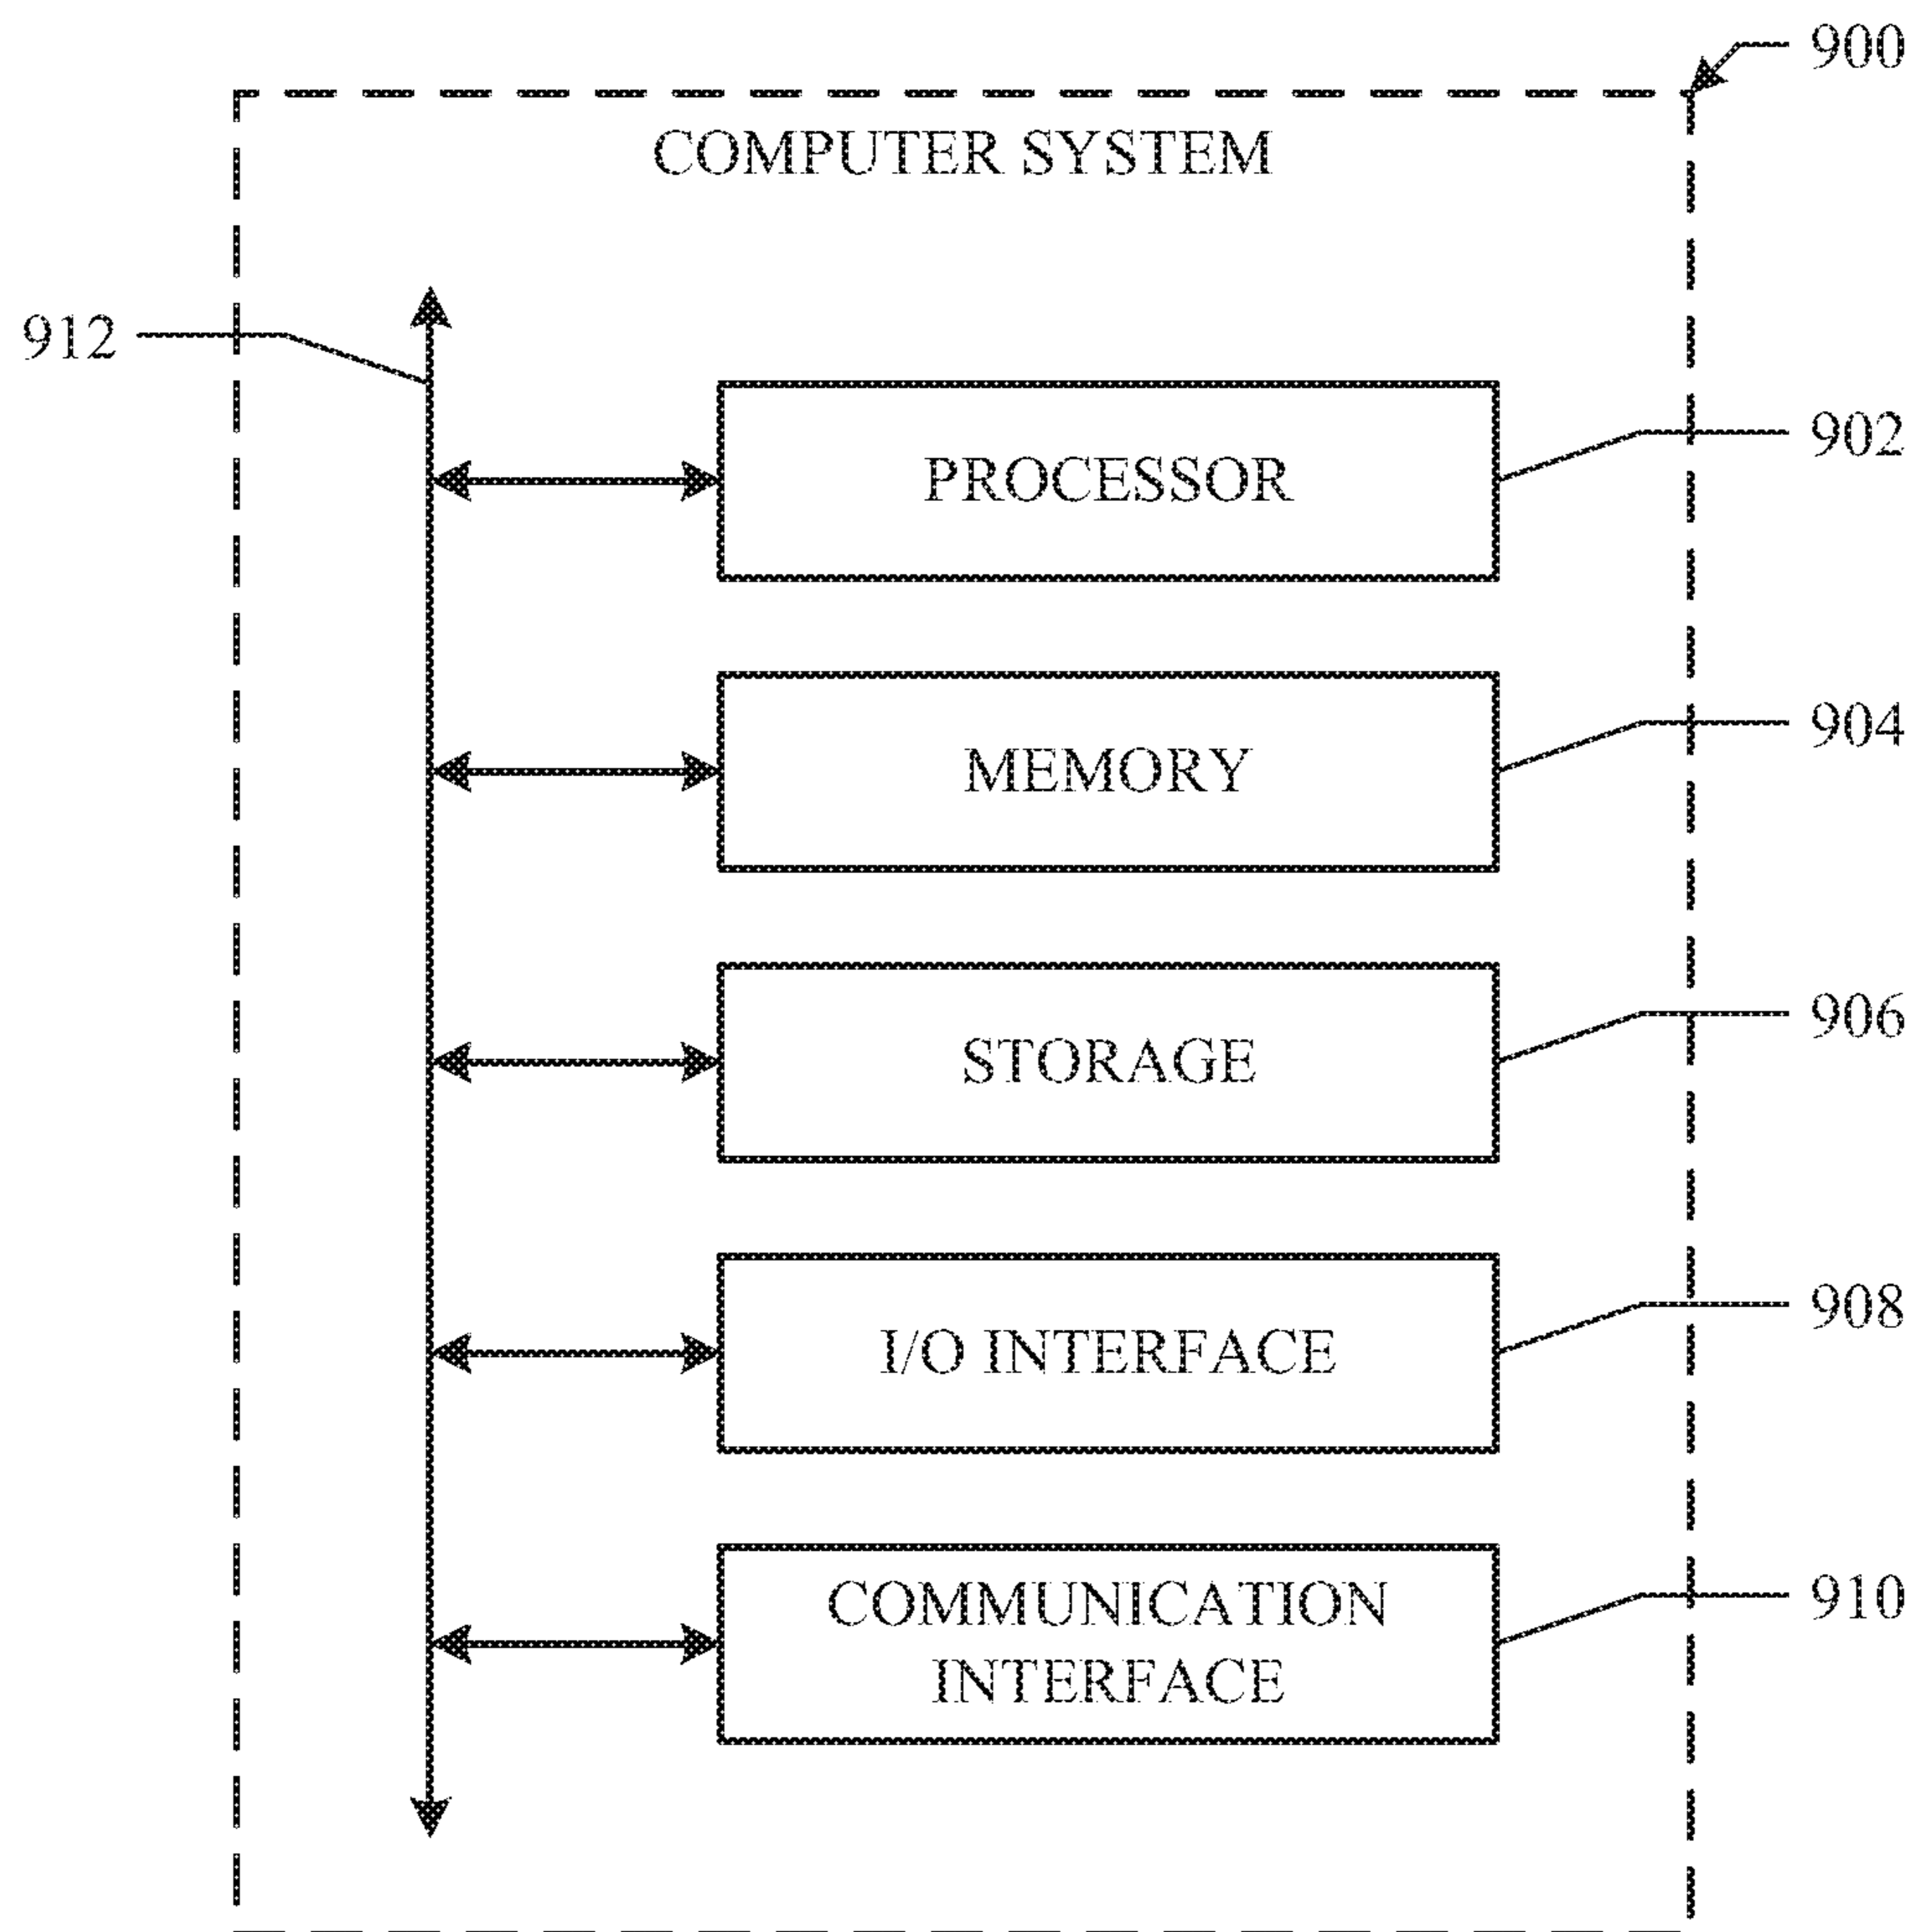 900
COMPUTER SYSTEM
912
PROCESSOR
902
MEMORY
904
STORAGE
906
I/O INTERFACE
908
COMMUNICATION
INTERFACE
910